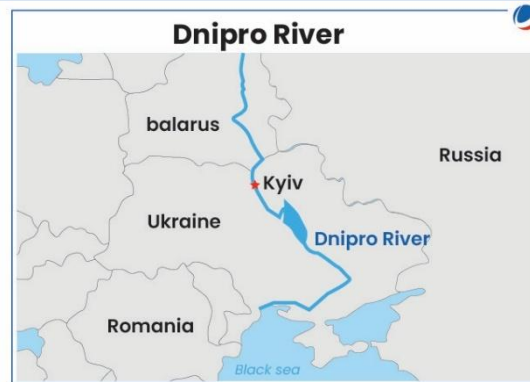 Dnipro River
balarus
Russia
Kyiv
Ukraine
Dnipro River
Romania
Black sea